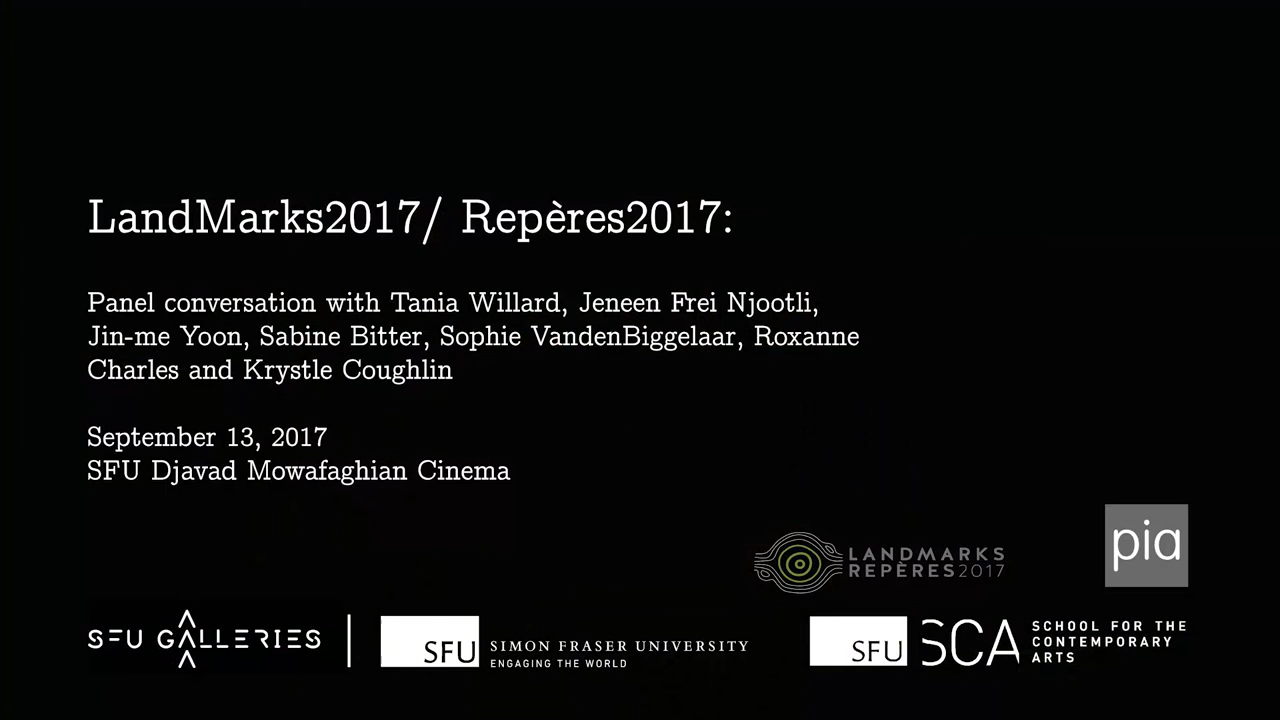 LandMarks2017/ Repères2017:
Panel conversation with Tania Willard, Jeneen Frei Njootli,
Jin-me Yoon, Sabine Bitter, Sophie VandenBiggelaar, Roxanne
Charles and Krystle Coughlin
September 13, 2017
SFU Djavad Mowafaghian Cinema
pia
LANDMARKS
REPÈRES2017
SFU GALLERIES
SFU
SIMON FRASER UNIVERSITY
ENGAGING THE WORLD
SFU
SCA
SCHOOL FOR THE
CONTEMPORARY
ARTS